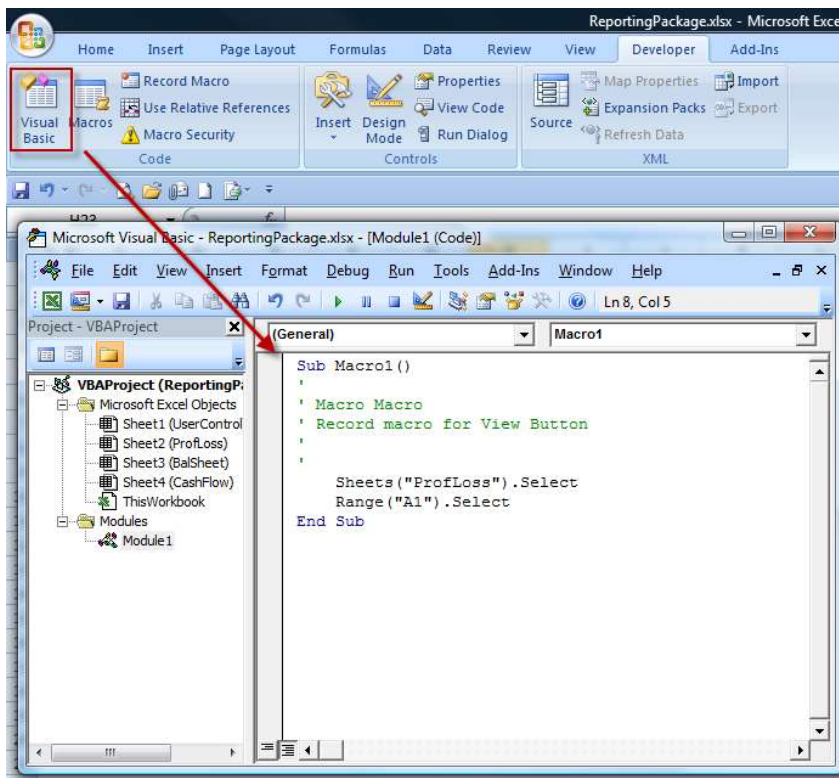 ReportingPackage.xlsx - Microsoft Exce
Home Insert Page Layout Formulas Data Review View Developer Add-Ins
Visual Basic
Macros
Record Macro
Use Relative References
Macro Security
Code
Insert
Design Mode
Properties
View Code
Run Dialog
Controls
Source
Map Properties
Expansion Packs
Refresh Data
Import
Export
XML
H23
Microsoft Visual Basic - ReportingPackage.xlsx - [Module1 (Code)]
File Edit View Insert Format Debug Run Tools Add-Ins Window Help
Ln 8, Col 5
Project - VBAProject
(General)
Macro1
VBAProject (ReportingPa
Microsoft Excel Objects
Sheet1 (UserControl
Sheet2 (ProfLoss)
Sheet3 (BalSheet)
Sheet4 (CashFlow)
ThisWorkbook
Modules
Module1
Sub Macro1()
'
' Macro Macro
' Record macro for View Button
'
'
Sheets("ProfLoss").Select
Range("A1").Select
End Sub